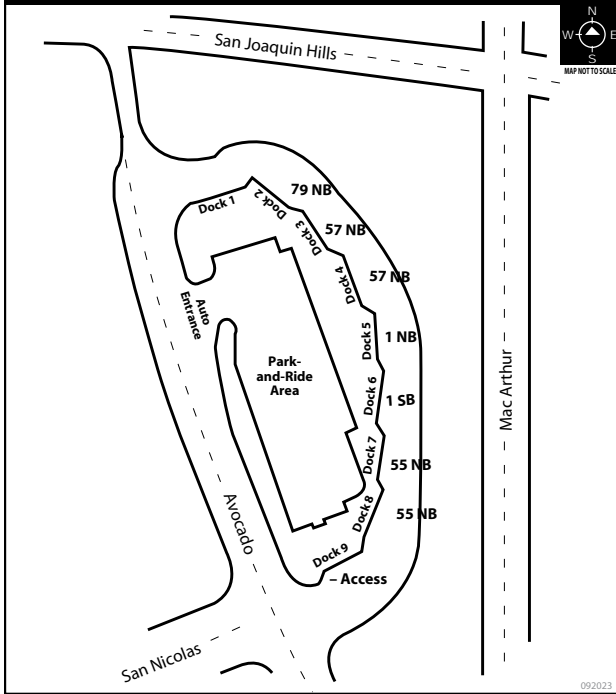 N
W E
S
MAP NOT TO SCALE
San Joaquin Hills
Dock 1
Dock 2
79 NB
Dock 3
57 NB
Dock 4
57 NB
Auto
Entrance
Dock 5
1 NB
Park-
and-Ride
Area
Mac Arthur
Dock 6
1 SB
Dock 7
55 NB
Dock 8
55 NB
Avocado
Dock 9
– Access
San Nicolas
092023